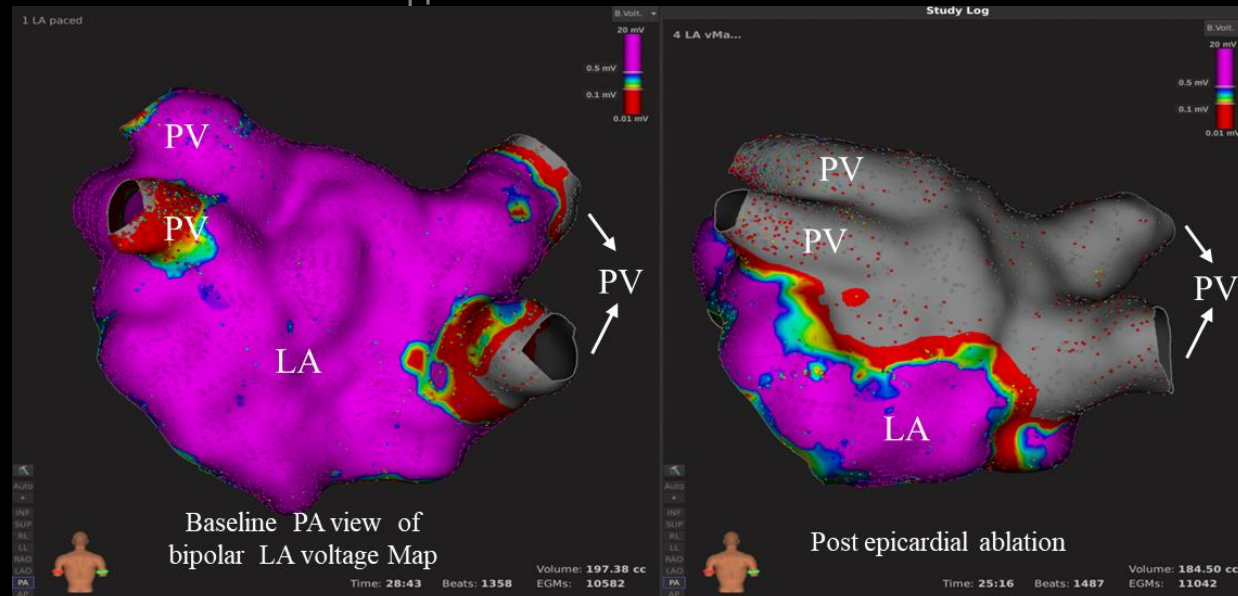 1 LA paced
B.Volt.
20 mV
0.5 mV
0.1 mV
0.01 mV
PV
PV
PV
LA
Baseline PA view of
bipolar LA voltage Map
Auto
INF
SUP
RL
LL
RAO
LAO
PA
AP
Volume: 197.38 cc
Time: 28:43 Beats: 1358 EGMs: 10582
Study Log
4 LA vMa...
B.Volt.
20 mV
0.5 mV
0.1 mV
0.01 mV
PV
PV
PV
LA
Post epicardial ablation
Auto
INF
SUP
RL
LL
RAO
LAO
PA
AP
Volume: 184.50 cc
Time: 25:16 Beats: 1487 EGMs: 11042